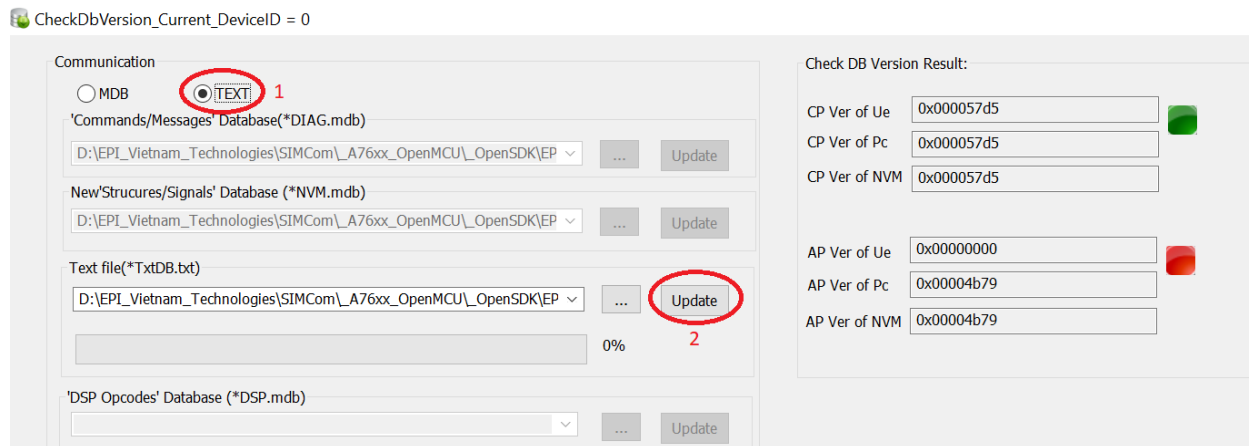 CheckDbVersion_Current_DeviceID = 0
Communication
MDB
TEXT
1
'Commands/Messages' Database(*DIAG.mdb)
D:\EPI_Vietnam_Technologies\SIMCom\_A76xx_OpenMCU\_OpenSDK\EP
...
Update
New'Strucures/Signals' Database (*NVM.mdb)
D:\EPI_Vietnam_Technologies\SIMCom\_A76xx_OpenMCU\_OpenSDK\EP
...
Update
Text file(*TxtDB.txt)
D:\EPI_Vietnam_Technologies\SIMCom\_A76xx_OpenMCU\_OpenSDK\EP
...
Update
2
0%
'DSP Opcodes' Database (*DSP.mdb)
...
Update
Check DB Version Result:
CP Ver of Ue 0x000057d5
CP Ver of Pc 0x000057d5
CP Ver of NVM 0x000057d5
AP Ver of Ue 0x00000000
AP Ver of Pc 0x00004b79
AP Ver of NVM 0x00004b79